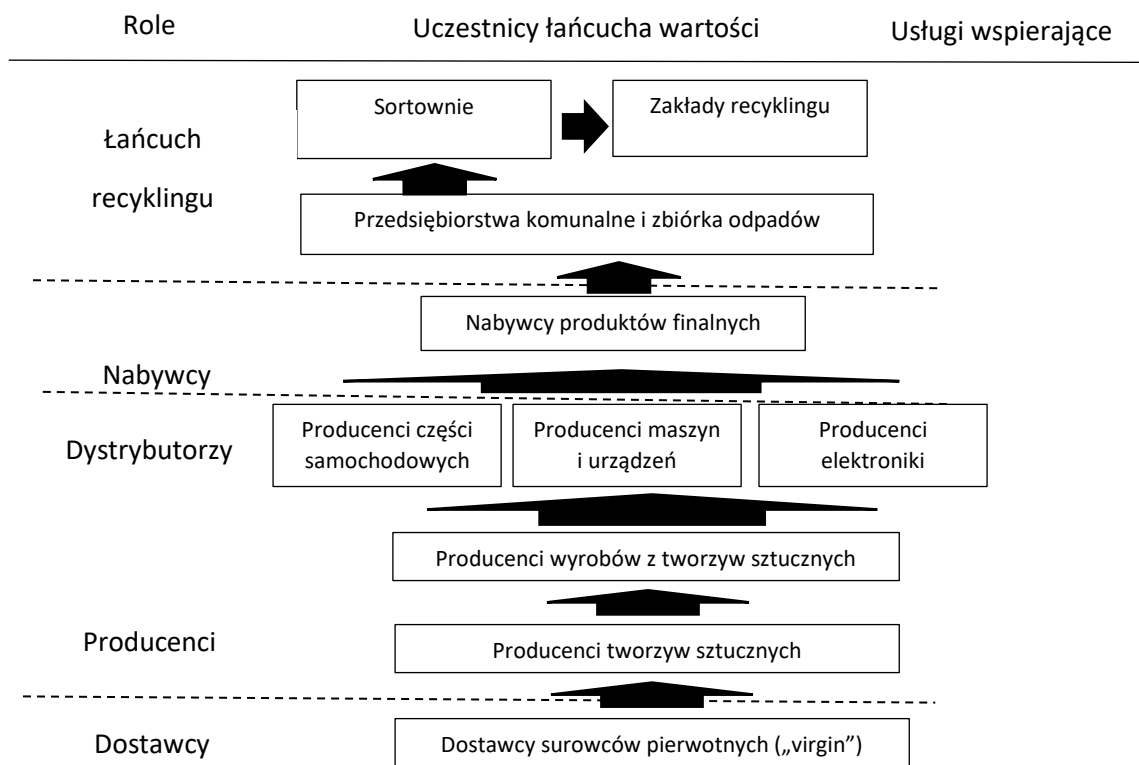 Role
Uczestnicy łańcucha wartości
Usługi wspierające
Łańcuch
recyklingu
Sortownie
Zakłady recyklingu
Przedsiębiorstwa komunalne i zbiórka odpadów
Nabywcy produktów finalnych
Nabywcy
Dystrybutorzy
Producenci części
samochodowych
Producenci maszyn
i urządzeń
Producenci
elektroniki
Producenci wyrobów z tworzyw sztucznych
Producenci
Producenci tworzyw sztucznych
Dostawcy
Dostawcy surowców pierwotnych („virgin”)